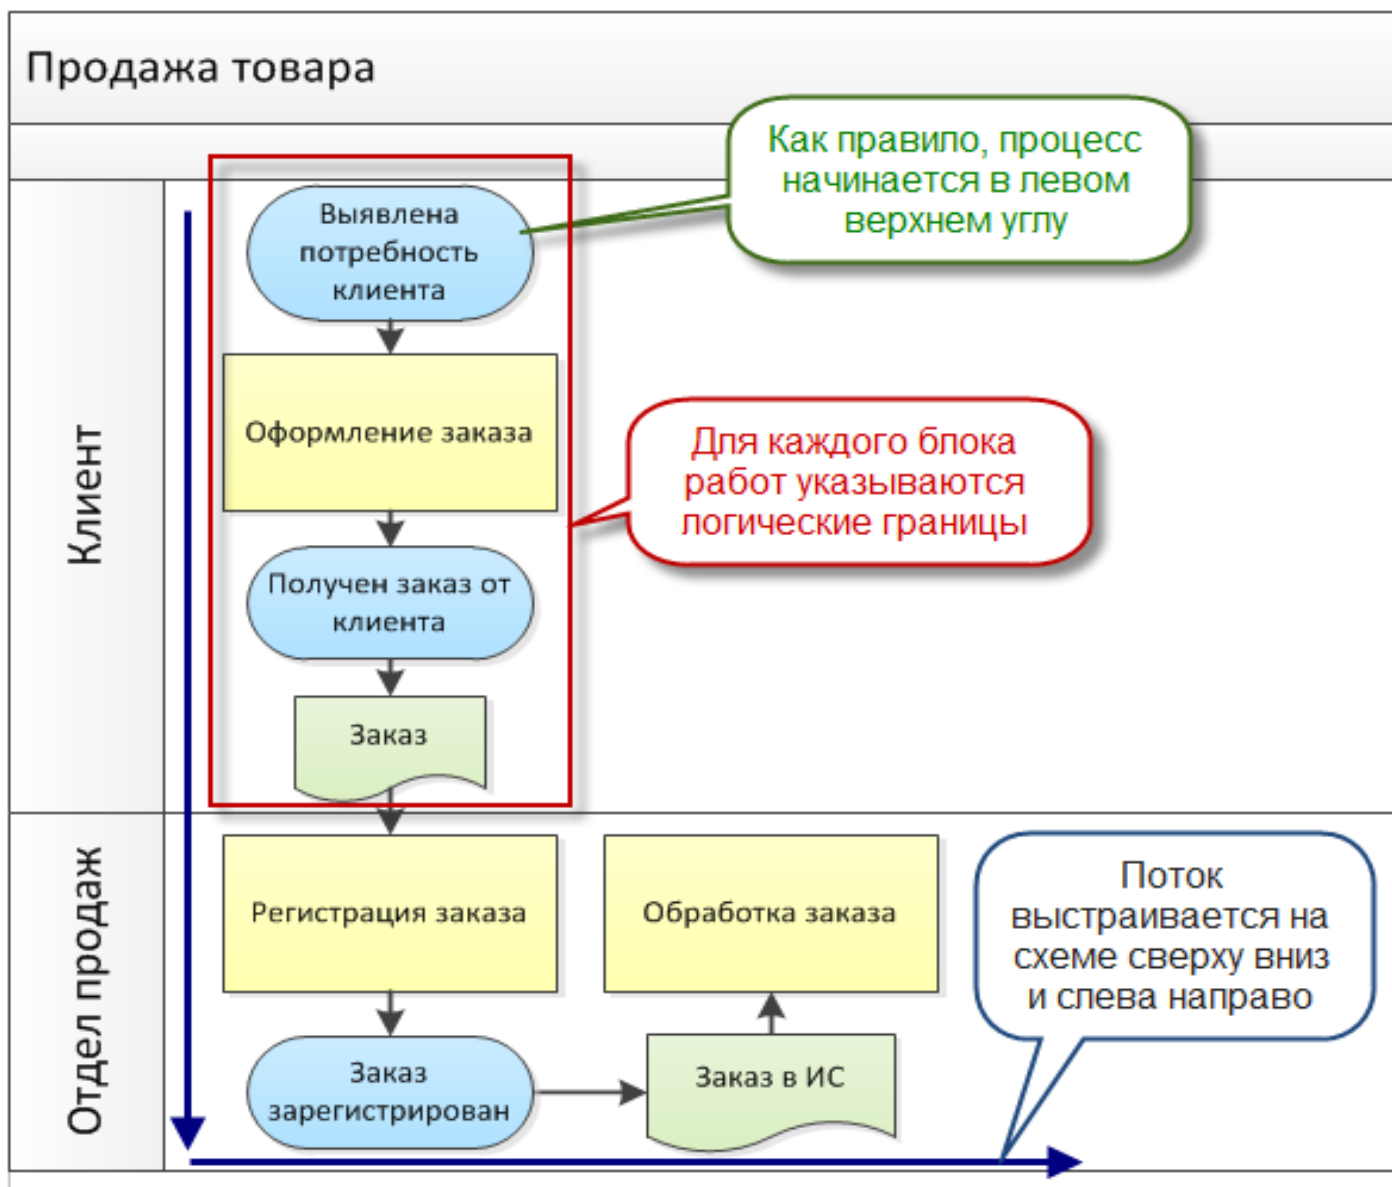 Продажа товара
Как правило, процесс
начинается в левом
верхнем углу
Клиент
Выявлена
потребность
клиента
Оформление заказа
Для каждого блока
работ указываются
логические границы
Получен заказ от
клиента
Заказ
Отдел продаж
Регистрация заказа
Обработка заказа
Поток
выстраивается на
схеме сверху вниз
и слева направо
Заказ
зарегистрирован
Заказ в ИС